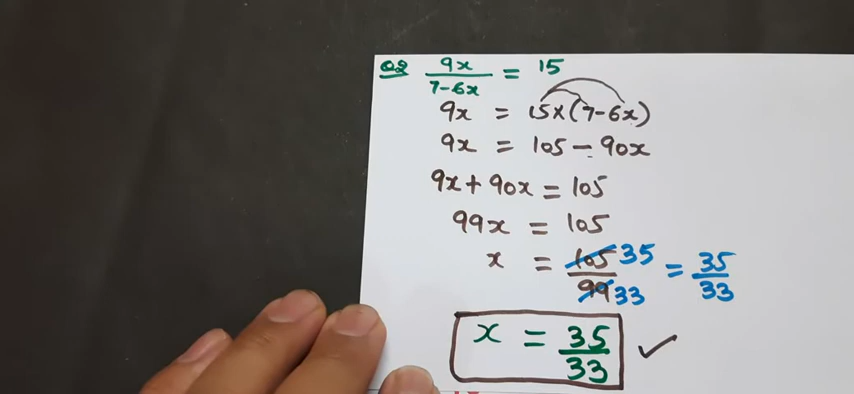 Q2 9x/7-6x = 15
9x = 15×(7-6x)
9x = 105 - 90x
9x + 90x = 105
99x = 105
x = 105/99 35/33 = 35/33
x = 35/33 ✓